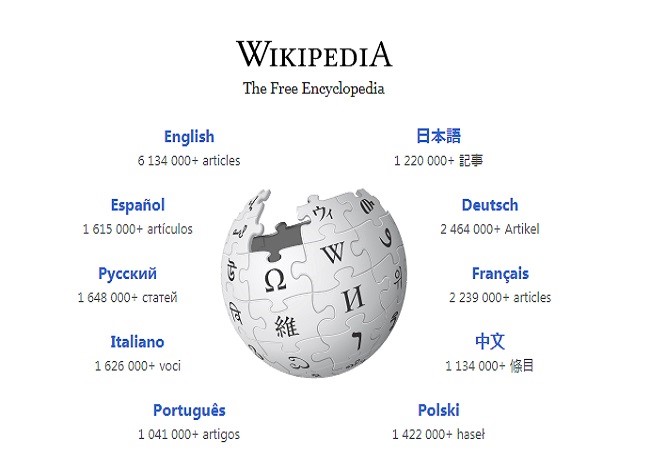 WIKIPEDIA
The Free Encyclopedia
English
6 134 000+ articles
日本語
1 220 000+ 記事
Español
1 615 000+ artículos
Deutsch
2 464 000+ Artikel
Русский
1 648 000+ статей
Français
2 239 000+ articles
Italiano
1 626 000+ voci
中文
1 134 000+ 條目
Português
1 041 000+ artigos
Polski
1 422 000+ haseł
ウィ
W
Ω
И
維